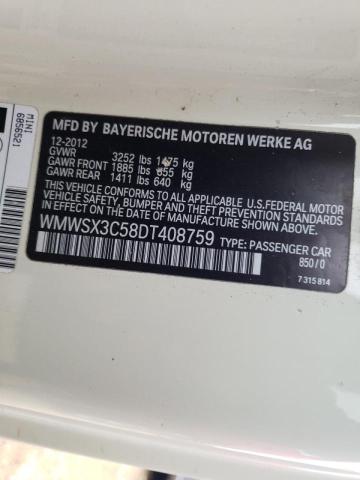 MINI
6856521
MFD BY BAYERISCHE MOTOREN WERKE AG
12-2012
GVWR 3252 lbs 1475 kg
GAWR FRONT 1885 lbs 855 kg
GAWR REAR 1411 lbs 640 kg
THIS VEHICLE CONFORMS TO ALL APPLICABLE U.S.FEDERAL MOTOR
VEHICLE SAFETY, BUMPER, AND THEFT PREVENTION STANDARDS
IN EFFECT ON THE DATE OF MANUFACTURE SHOWN ABOVE.
WMWSX3C58DT408759 TYPE: PASSENGER CAR
850/0
7 315 814